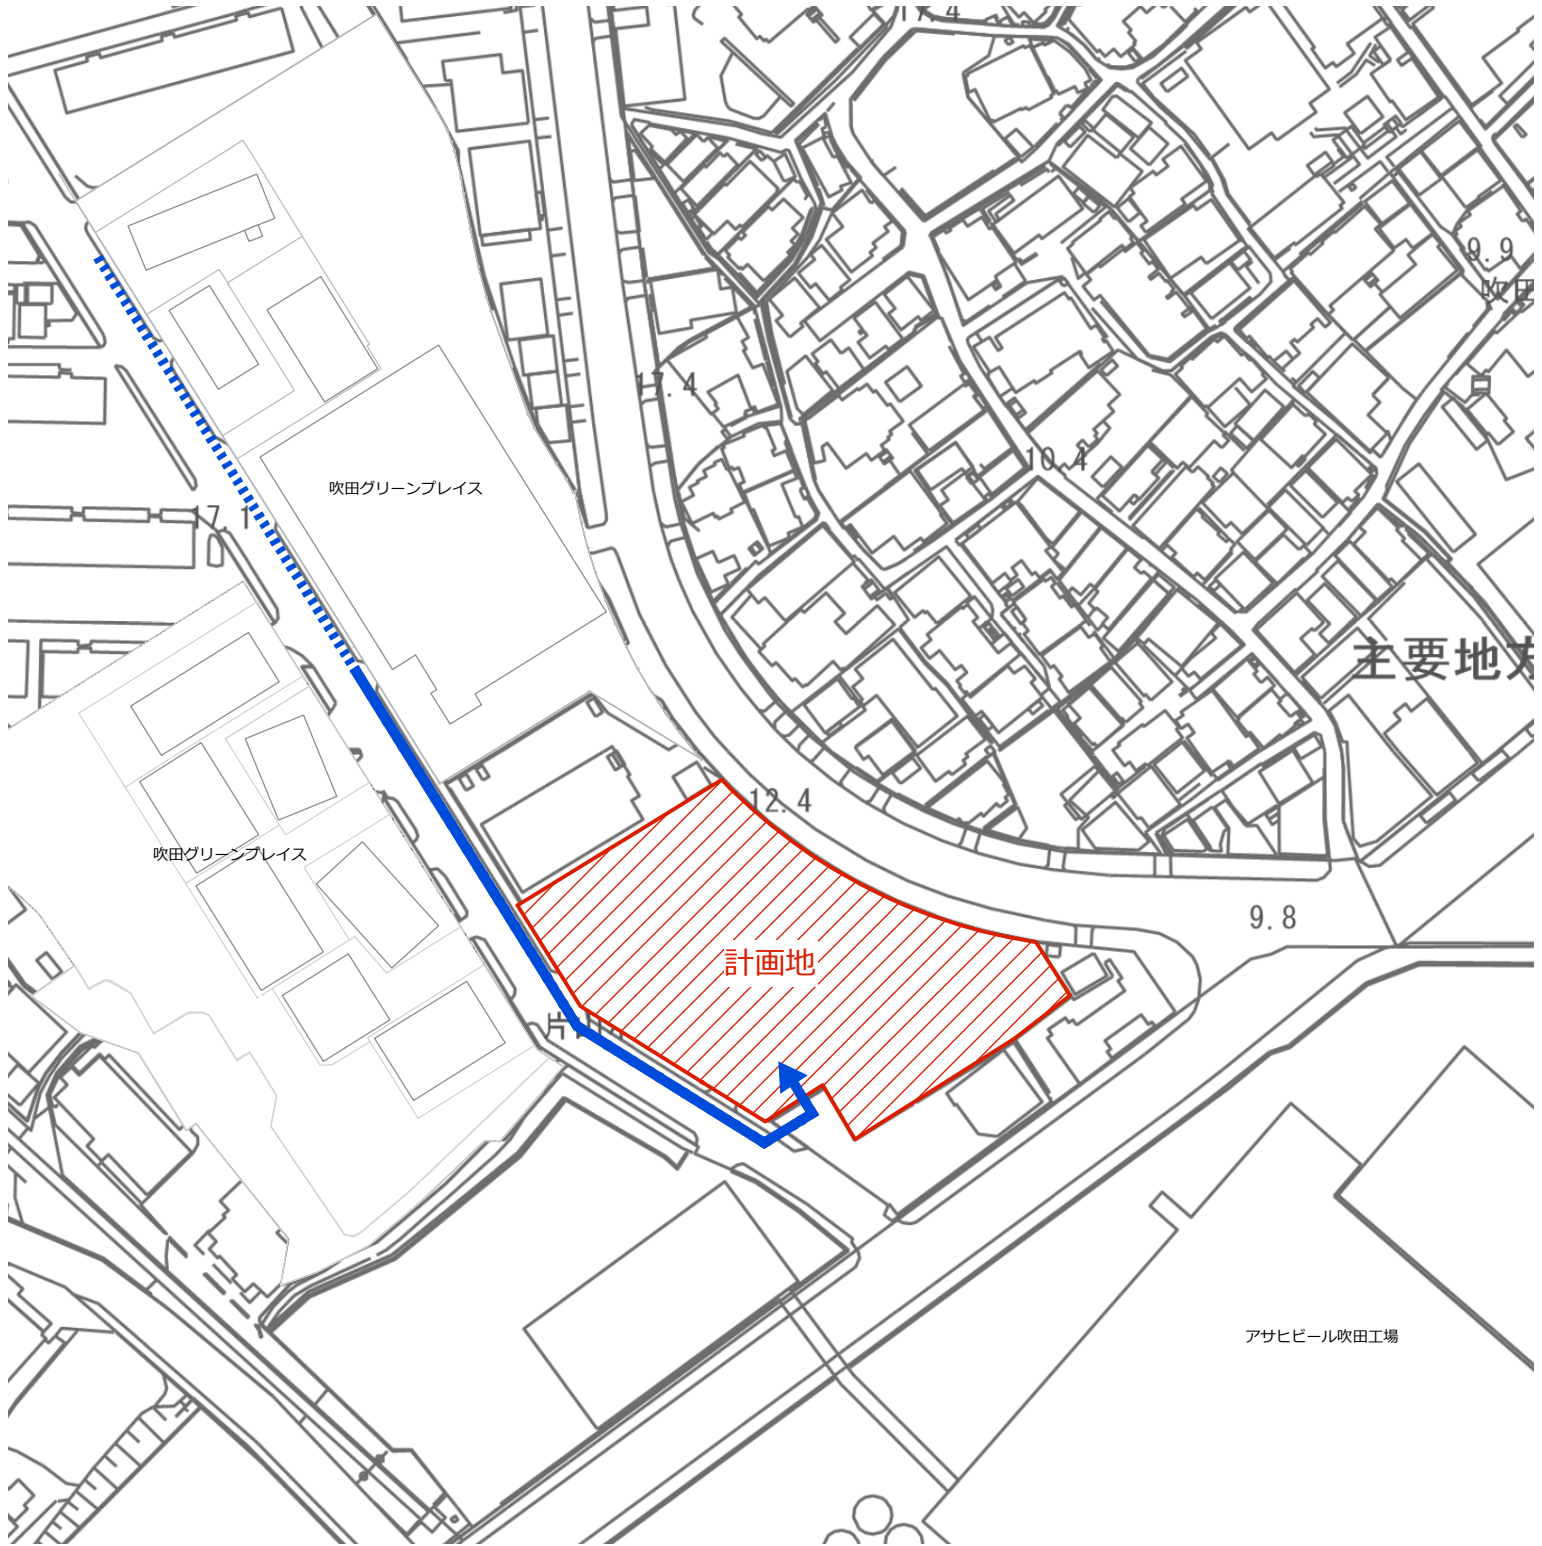 17.4
9.9
吹田
17.4
10.4
吹田グリーンプレイス
17.1
主要地方
12.4
吹田グリーンプレイス
9.8
計画地
片山
アサヒビール吹田工場